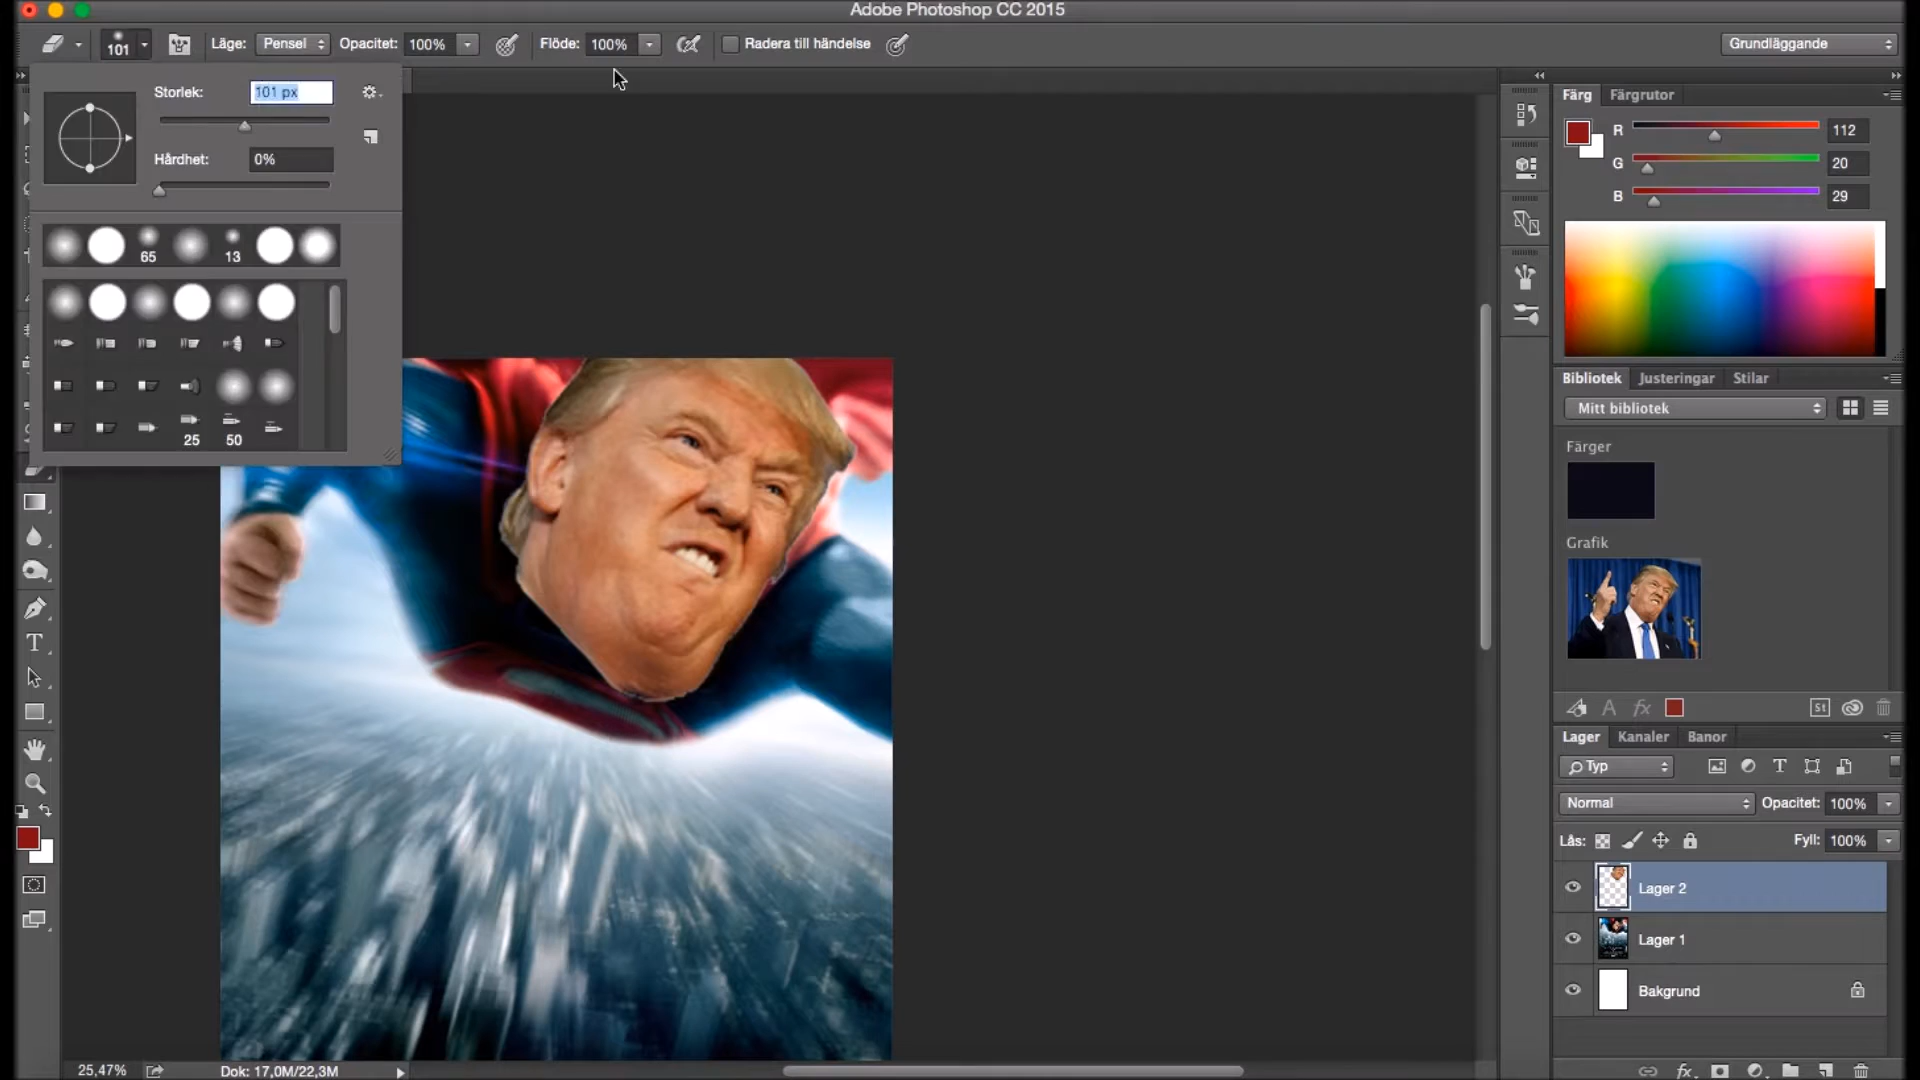 Adobe Photoshop CC 2015
101 Läge: Pensel Opacitet: 100% Flöde: 100% Radera till händelse Grundläggande
Storlek: 101 px
Hårdhet: 0%
65 13
25 50
Färg Färgrutor
R 112
G 20
B 29
Bibliotek Justeringar Stilar
Mitt bibliotek
Färger
Grafik
A fx St
Lager Kanaler Banor
Typ T
Normal Opacitet: 100%
Lås: Fyll: 100%
Lager 2
Lager 1
Bakgrund
fx
T
25,47% Dok: 17,0M/22,3M